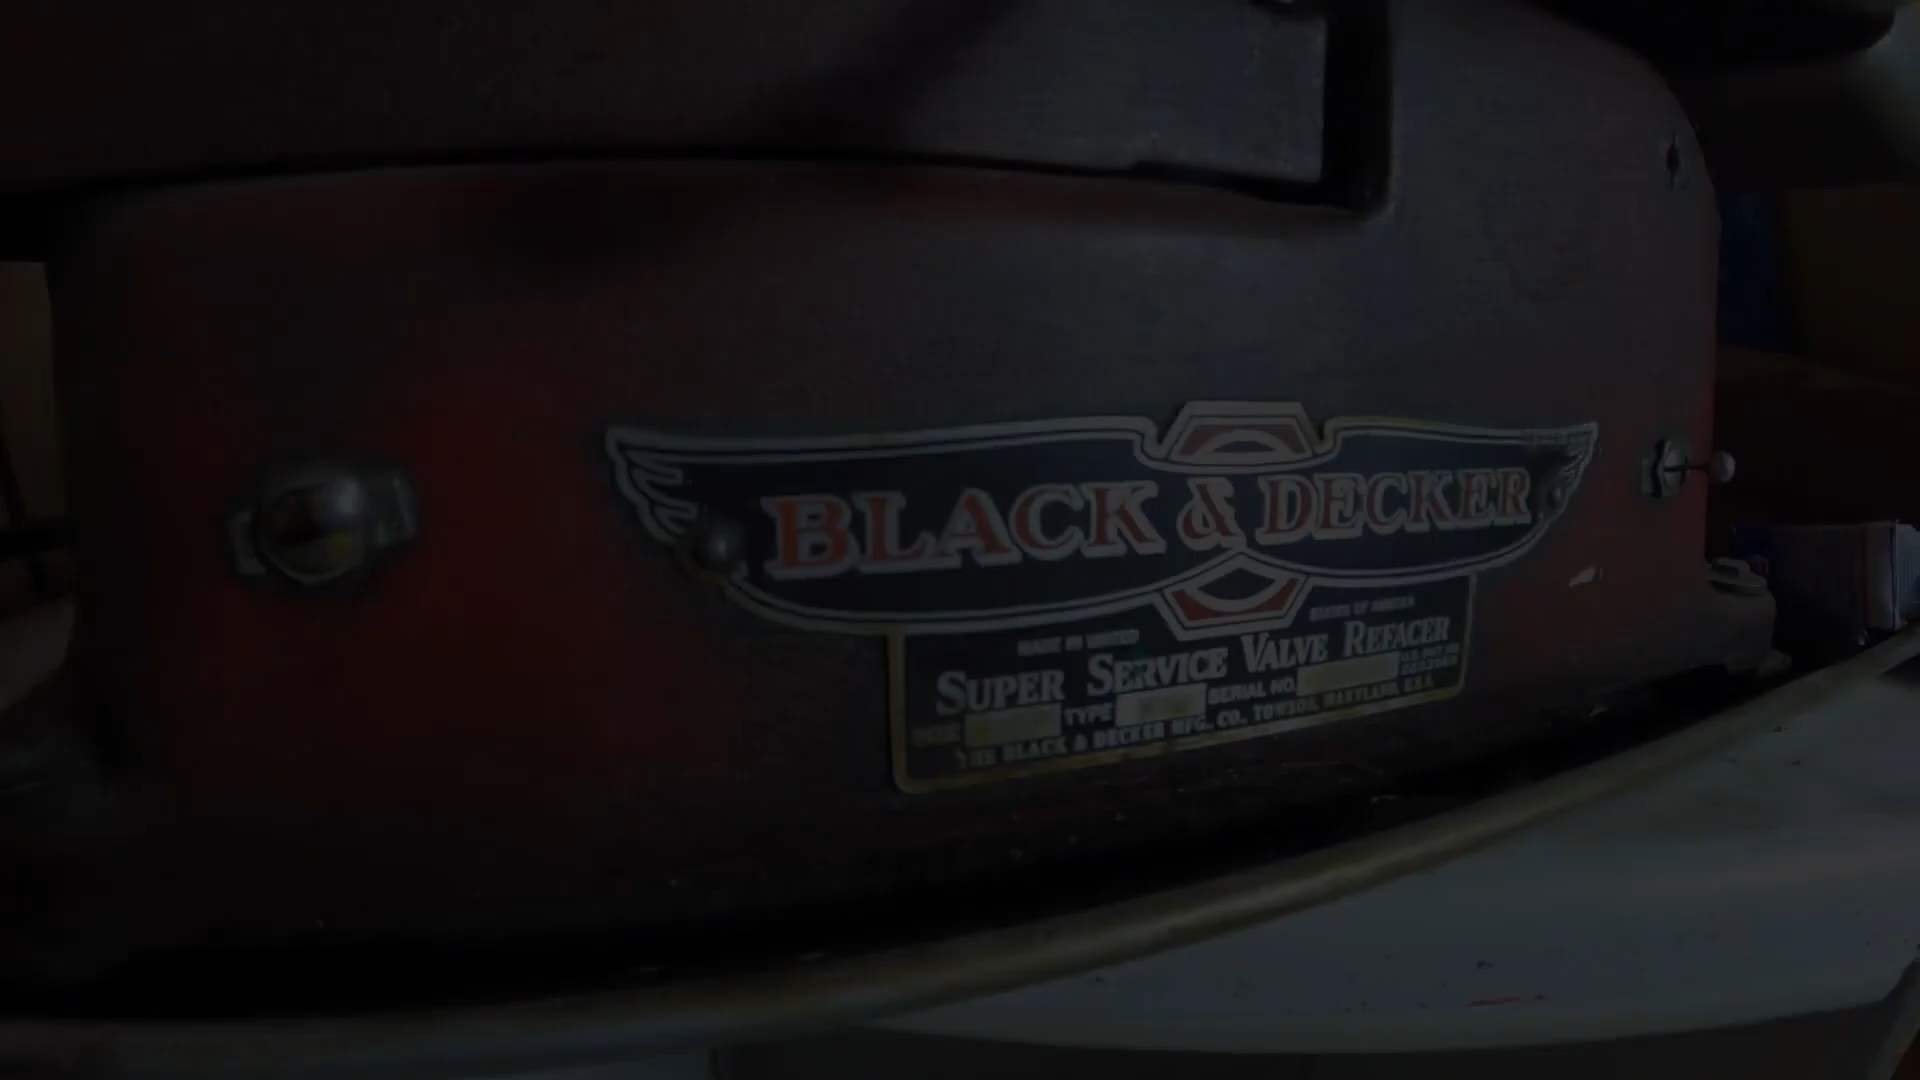 BLACK & DECKER
MADE IN UNITED STATES OF AMERICA
SUPER SERVICE VALVE REFACER
TYPE SERIAL NO.
THE BLACK & DECKER MFG. CO., TOWSON, MARYLAND, U.S.A.